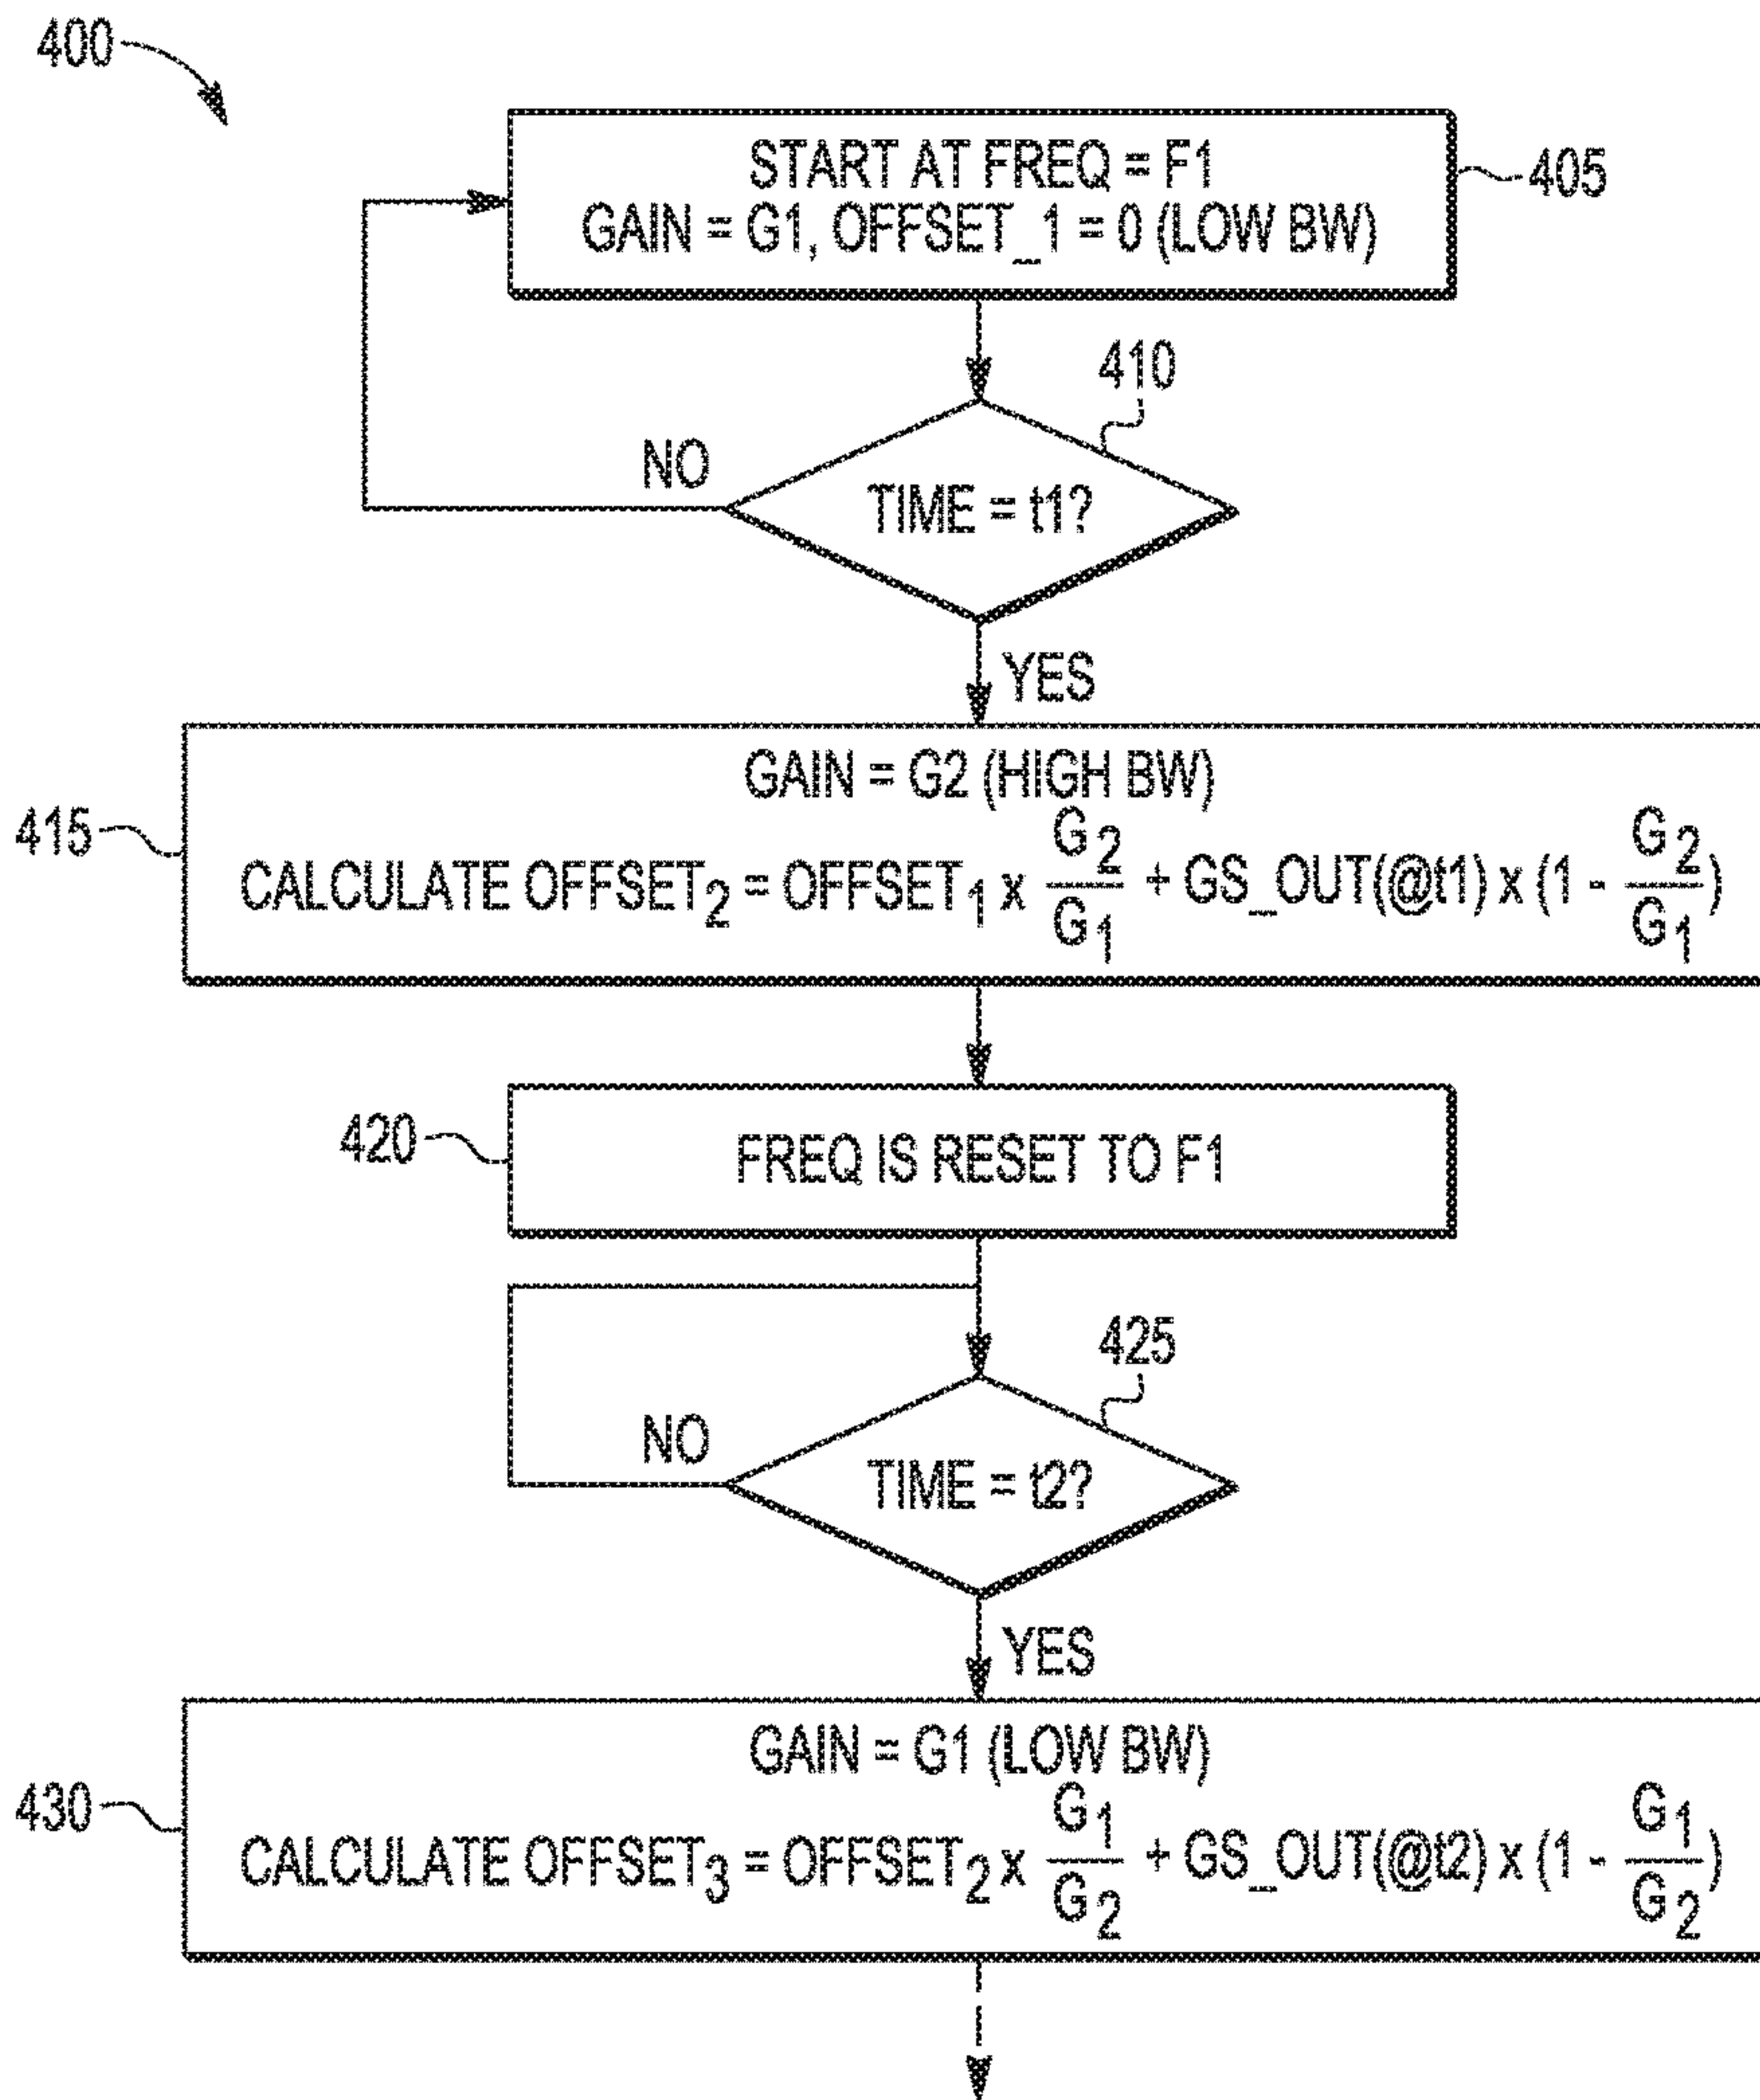 400
START AT FREQ = F1
GAIN = G1, OFFSET_1 = 0 (LOW BW)
405
410
NO
TIME = t1?
YES
415
GAIN = G2 (HIGH BW)
CALCULATE OFFSET₂ = OFFSET₁ x G₂/G₁ + GS_OUT(@t1) x (1 - G₂/G₁)
420
FREQ IS RESET TO F1
425
NO
TIME = t2?
YES
430
GAIN = G1 (LOW BW)
CALCULATE OFFSET₃ = OFFSET₂ x G₁/G₂ + GS_OUT(@t2) x (1 - G₁/G₂)